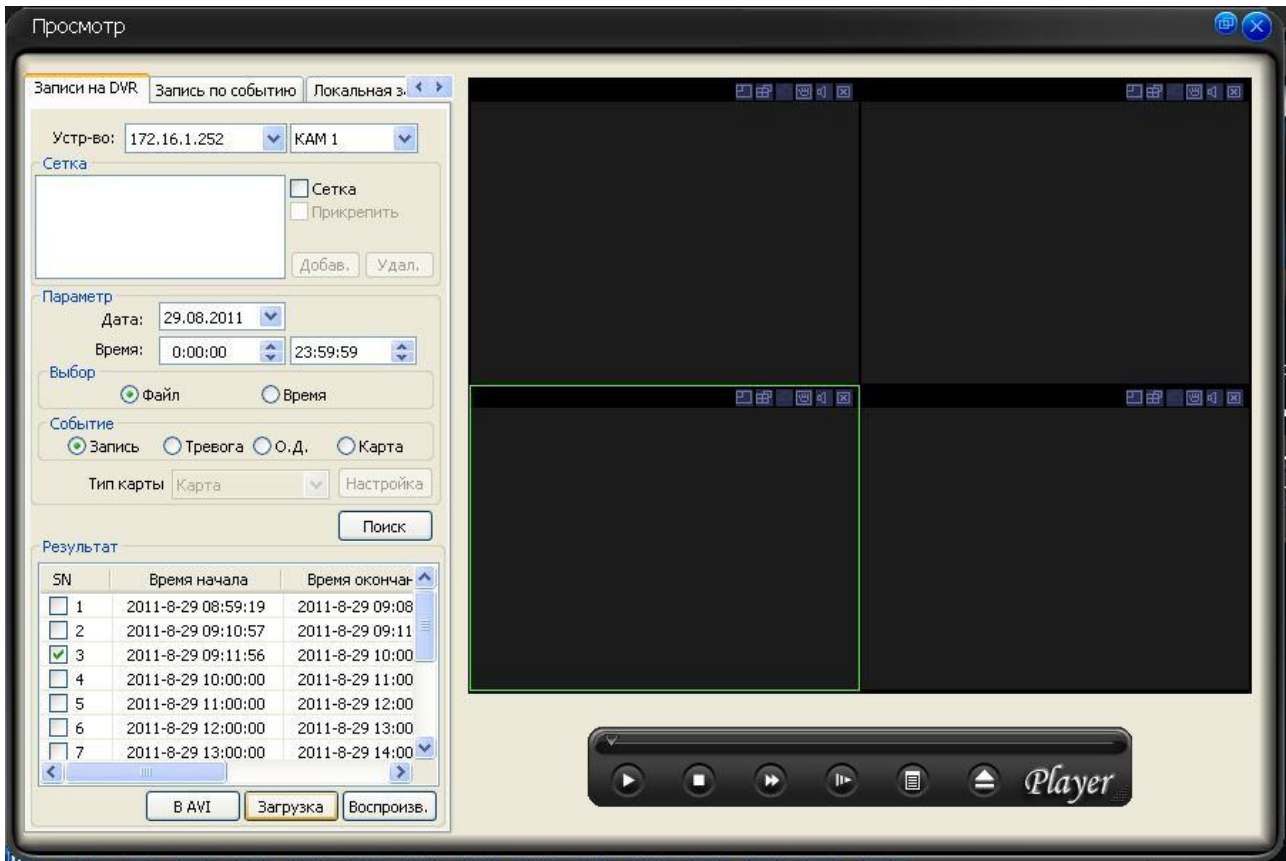 Просмотр
Записи на DVR Запись по событию Локальная з
Устр-во: 172.16.1.252 КАМ 1
Сетка
Сетка
Прикрепить
Добав. Удал.
Параметр
Дата: 29.08.2011
Время: 0:00:00 23:59:59
Выбор
Файл Время
Событие
Запись Тревога О.Д. Карта
Тип карты Карта Настройка
Поиск
Результат
SN Время начала Время окончан
1 2011-8-29 08:59:19 2011-8-29 09:08
2 2011-8-29 09:10:57 2011-8-29 09:11
3 2011-8-29 09:11:56 2011-8-29 10:00
4 2011-8-29 10:00:00 2011-8-29 11:00
5 2011-8-29 11:00:00 2011-8-29 12:00
6 2011-8-29 12:00:00 2011-8-29 13:00
7 2011-8-29 13:00:00 2011-8-29 14:00
В AVI Загрузка Воспроизв.
Player